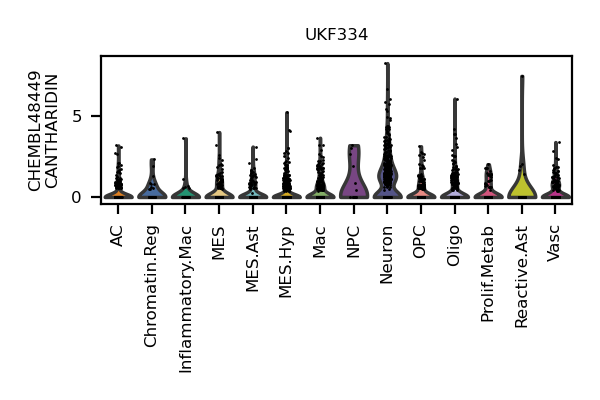 UKF334
CHEMBL48449
CANTHARIDIN
5
0
AC
Chromatin.Reg
Inflammatory.Mac
MES
MES.Ast
MES.Hyp
Mac
NPC
Neuron
OPC
Oligo
Prolif.Metab
Reactive.Ast
Vasc